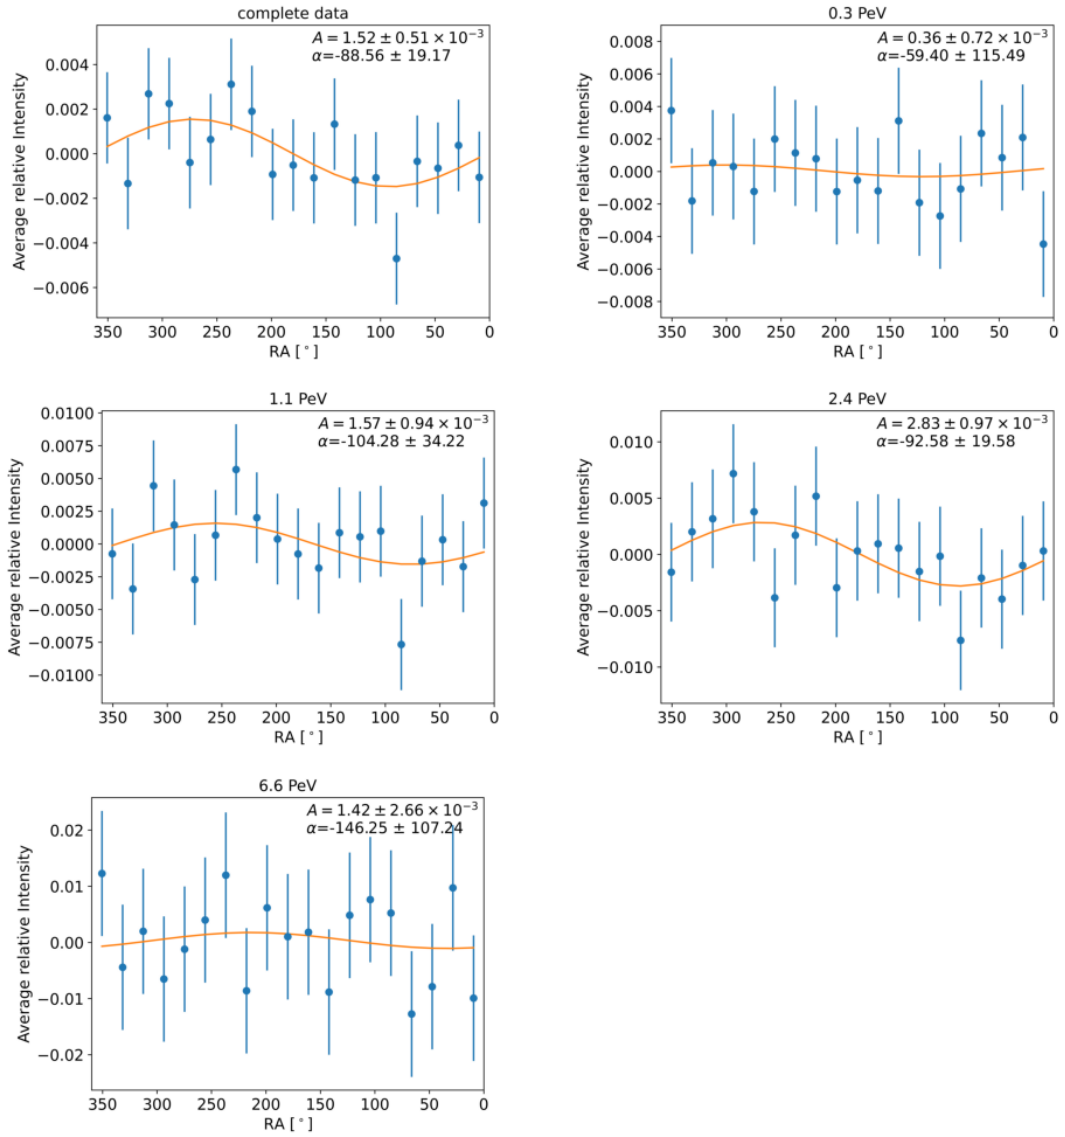 complete data
A = 1.52 ± 0.51 × 10⁻³
α=-88.56 ± 19.17
Average relative Intensity
0.004
0.002
0.000
−0.002
−0.004
−0.006
350 300 250 200 150 100 50 0
RA [°]
0.3 PeV
A = 0.36 ± 0.72 × 10⁻³
α=-59.40 ± 115.49
Average relative Intensity
0.008
0.006
0.004
0.002
0.000
−0.002
−0.004
−0.006
−0.008
350 300 250 200 150 100 50 0
RA [°]
1.1 PeV
A = 1.57 ± 0.94 × 10⁻³
α=-104.28 ± 34.22
Average relative Intensity
0.0100
0.0075
0.0050
0.0025
0.0000
−0.0025
−0.0050
−0.0075
−0.0100
350 300 250 200 150 100 50 0
RA [°]
2.4 PeV
A = 2.83 ± 0.97 × 10⁻³
α=-92.58 ± 19.58
Average relative Intensity
0.010
0.005
0.000
−0.005
−0.010
350 300 250 200 150 100 50 0
RA [°]
6.6 PeV
A = 1.42 ± 2.66 × 10⁻³
α=-146.25 ± 107.24
Average relative Intensity
0.02
0.01
0.00
−0.01
−0.02
350 300 250 200 150 100 50 0
RA [°]